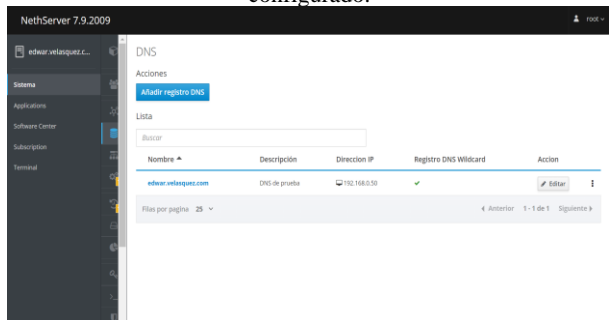 configurado.
NethServer 7.9.2009
root
edwar.velasquez.c...
Sistema
Applications
Software Center
Subscription
Terminal
DNS
Acciones
Añadir registro DNS
Lista
Buscar
Nombre Descripción Direccion IP Registro DNS Wildcard Accion
edwar.velasquez.com DNS de prueba 192.168.0.50 Editar
Filas por pagina 25 Anterior 1 - 1 de 1 Siguiente